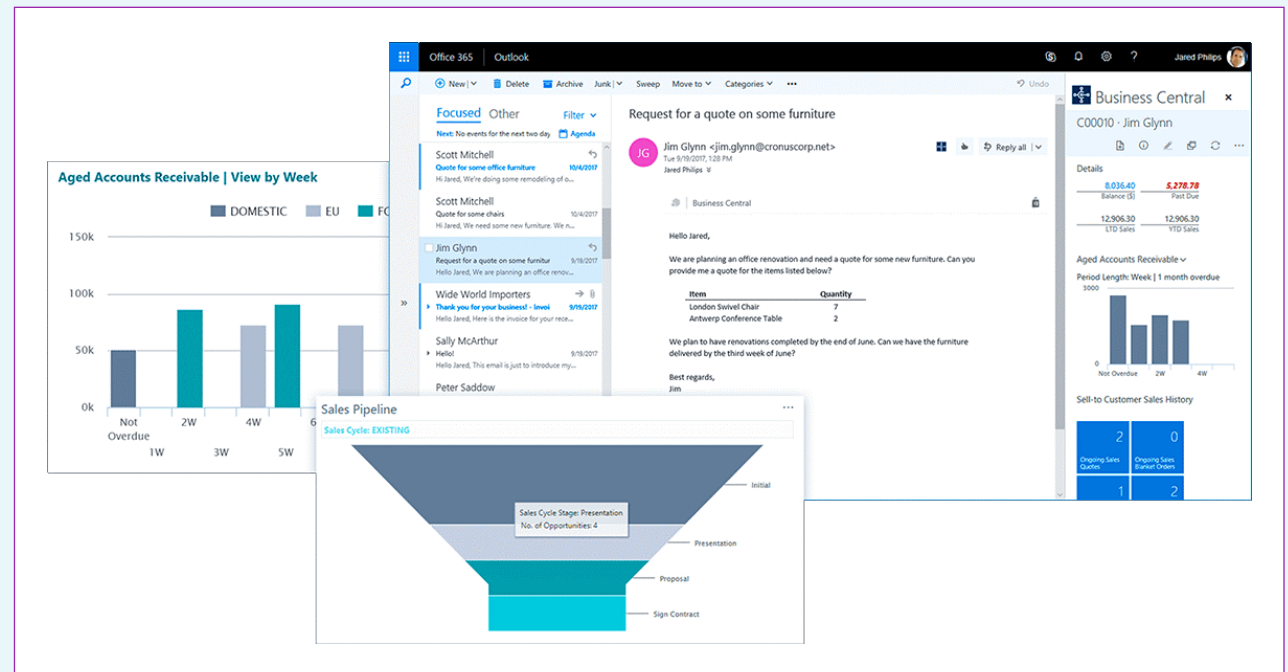 Office 365 Outlook
Jared Philips
New Delete Archive Junk Sweep Move to Categories ••• Undo
Focused Other Filter
Next: No events for the next two day Agenda
Scott Mitchell
Quote for some office furniture 10/4/2017
Hi Jared, We're doing some remodeling of o...
Scott Mitchell
Quote for some chairs 10/4/2017
Hi Jared, We need some new furniture. We n...
Jim Glynn
Request for a quote on some furnitur 9/19/2017
Hello Jared, We are planning an office renov...
Wide World Importers
Thank you for your business! - Invoi 9/19/2017
Hello Jared, Here is the invoice for your rece...
Sally McArthur
Hello! 9/19/2017
Hello Jared, This email is just to introduce my...
Peter Saddow
Request for a quote on some furniture
JG
Jim Glynn <jim.glynn@cronuscorp.net>
Tue 9/19/2017, 1:28 PM
Jared Philips
Reply all
Business Central
Hello Jared,
We are planning an office renovation and need a quote for some new furniture. Can you
provide me a quote for the items listed below?
Item Quantity
London Swivel Chair 7
Antwerp Conference Table 2
We plan to have renovations completed by the end of June. Can we have the furniture
delivered by the third week of June?
Best regards,
Jim
Business Central
C00010 · Jim Glynn
Details
8,036.40 5,278.78
Balance ($) Past Due
12,906.30 12,906.30
LTD Sales YTD Sales
Aged Accounts Receivable
Period Length: Week | 1 month overdue
3000
0
Not Overdue 2W 4W
Sell-to Customer Sales History
2 0
Ongoing Sales Quotes
Ongoing Sales Blanket Orders
1 2
Aged Accounts Receivable | View by Week
DOMESTIC EU FC
150k
100k
50k
0k
Not Overdue 2W 4W 6
1W 3W 5W
Sales Pipeline •••
Sales Cycle: EXISTING
Initial
Sales Cycle Stage: Presentation
No. of Opportunities: 4
Presentation
Proposal
Sign Contract